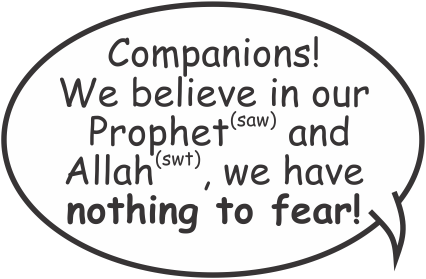 Companions!
We believe in our
Prophet(saw) and
Allah(swt), we have
nothing to fear!